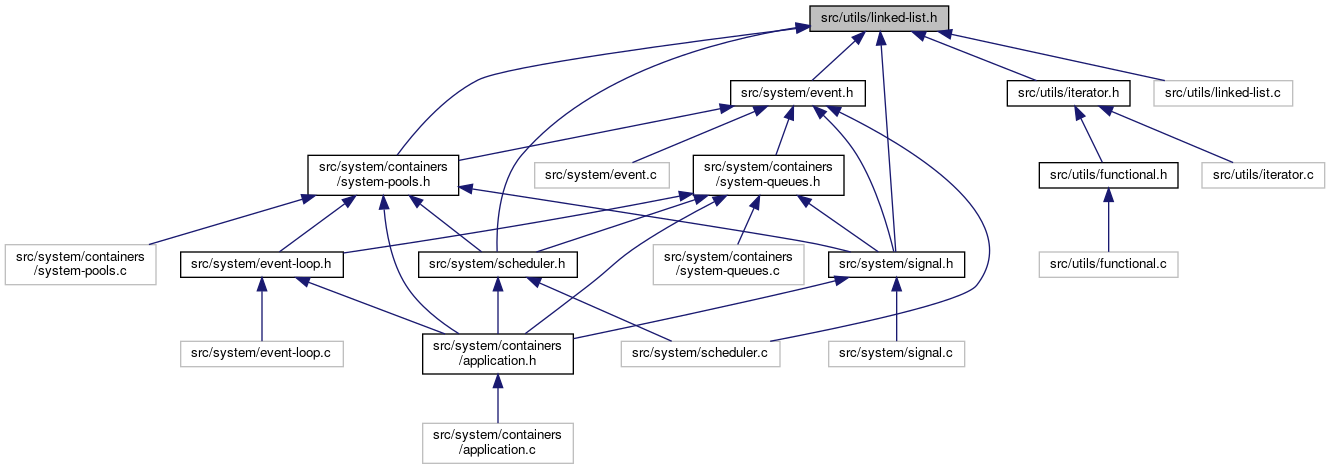 src/utils/linked-list.h
src/system/event.h
src/utils/iterator.h
src/utils/linked-list.c
src/system/containers
/system-pools.h
src/system/event.c
src/system/containers
/system-queues.h
src/utils/functional.h
src/utils/iterator.c
src/system/containers
/system-pools.c
src/system/event-loop.h
src/system/scheduler.h
src/system/containers
/system-queues.c
src/system/signal.h
src/utils/functional.c
src/system/event-loop.c
src/system/containers
/application.h
src/system/scheduler.c
src/system/signal.c
src/system/containers
/application.c